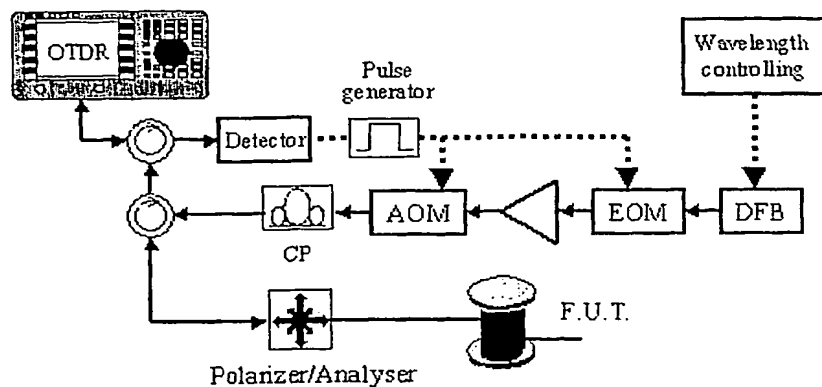 OTDR
Wavelength
controlling
Pulse
generator
Detector
AOM
EOM
DFB
CP
F.U.T.
Polarizer/Analyser